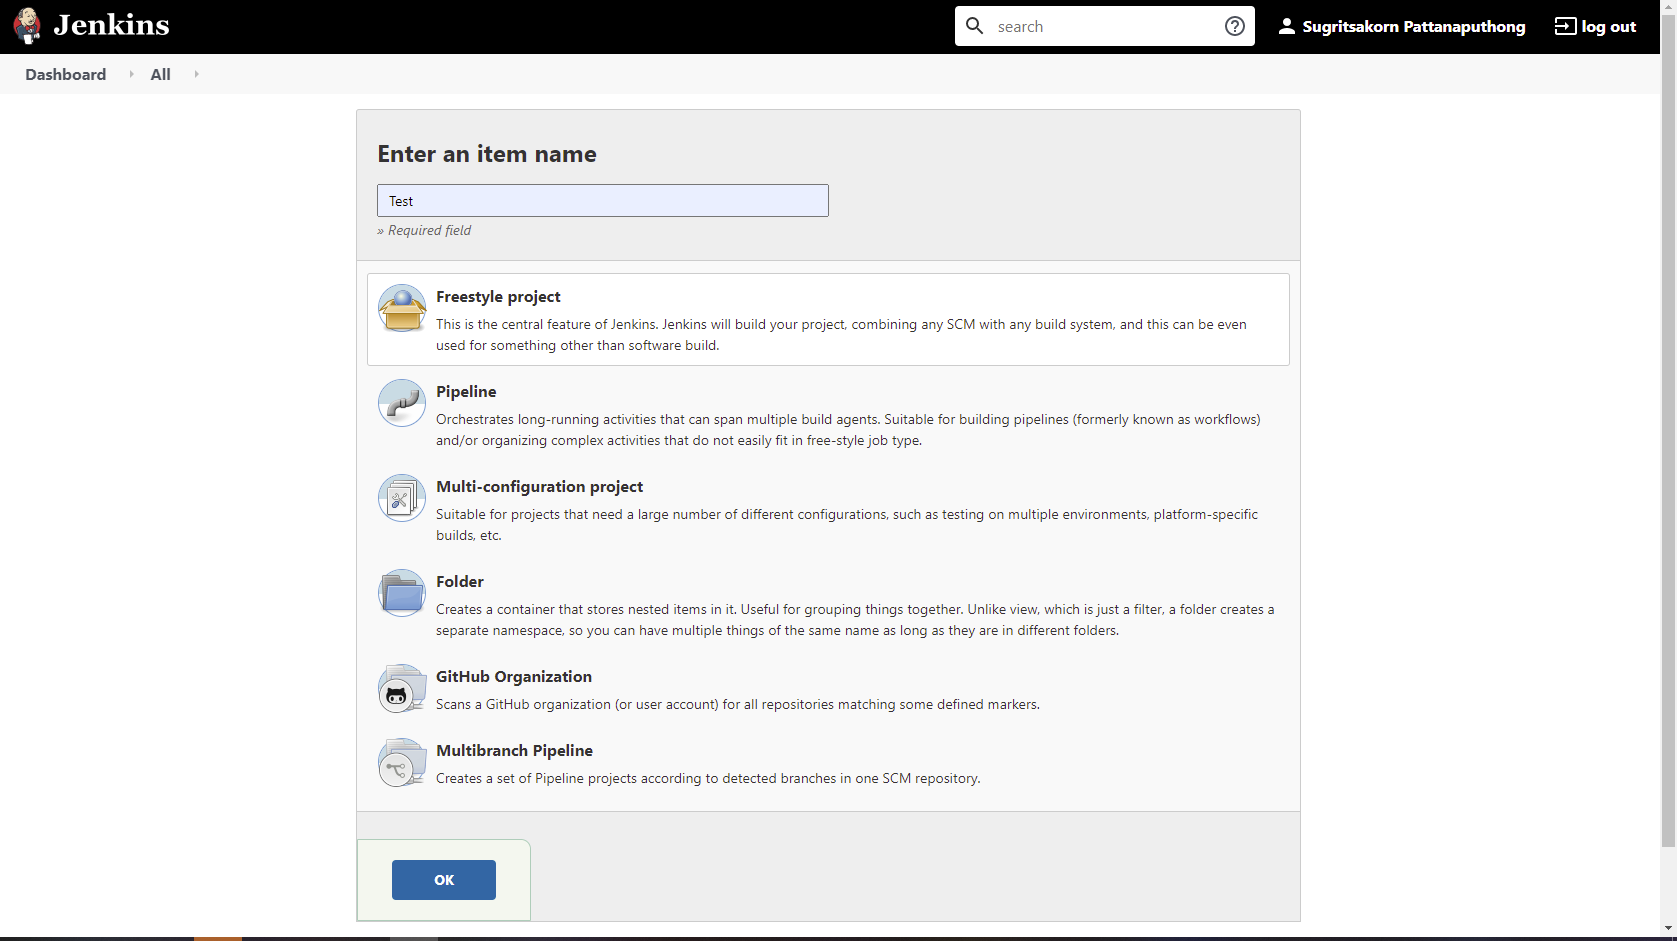 Jenkins
search
Sugritsakorn Pattanaputhong
log out
Dashboard
All
Enter an item name
Test
» Required field
Freestyle project
This is the central feature of Jenkins. Jenkins will build your project, combining any SCM with any build system, and this can be even
used for something other than software build.
Pipeline
Orchestrates long-running activities that can span multiple build agents. Suitable for building pipelines (formerly known as workflows)
and/or organizing complex activities that do not easily fit in free-style job type.
Multi-configuration project
Suitable for projects that need a large number of different configurations, such as testing on multiple environments, platform-specific
builds, etc.
Folder
Creates a container that stores nested items in it. Useful for grouping things together. Unlike view, which is just a filter, a folder creates a
separate namespace, so you can have multiple things of the same name as long as they are in different folders.
GitHub Organization
Scans a GitHub organization (or user account) for all repositories matching some defined markers.
Multibranch Pipeline
Creates a set of Pipeline projects according to detected branches in one SCM repository.
OK